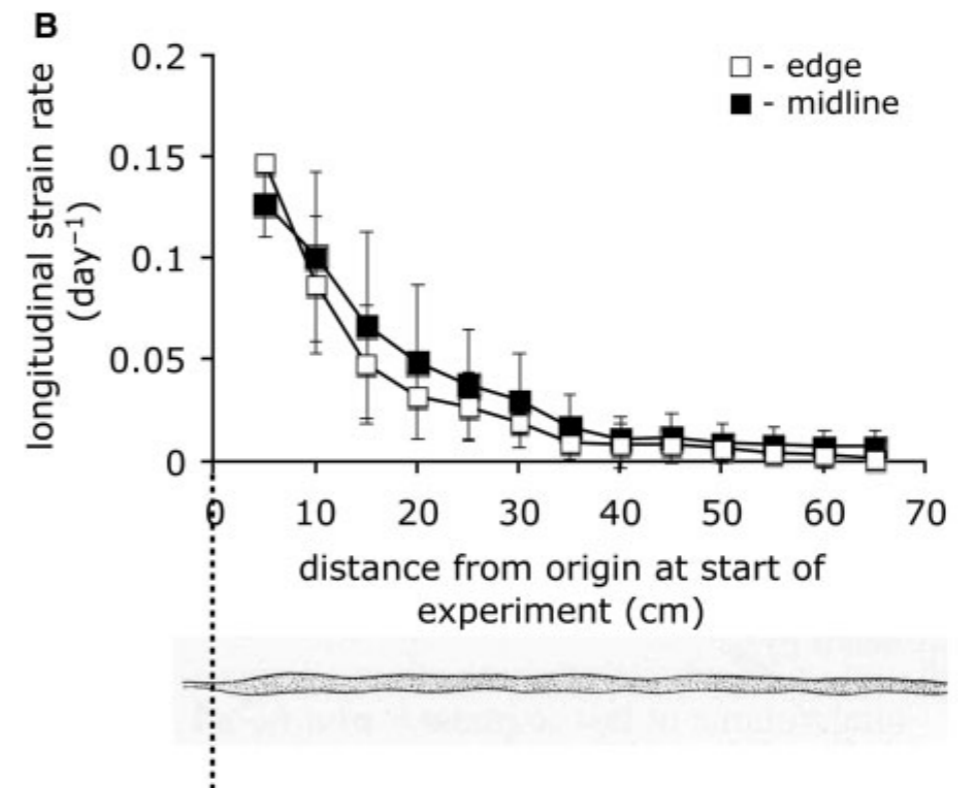 B
longitudinal strain rate
(day⁻¹)
0.2
0.15
0.1
0.05
0
□ - edge
■ - midline
0 10 20 30 40 50 60 70
distance from origin at start of
experiment (cm)